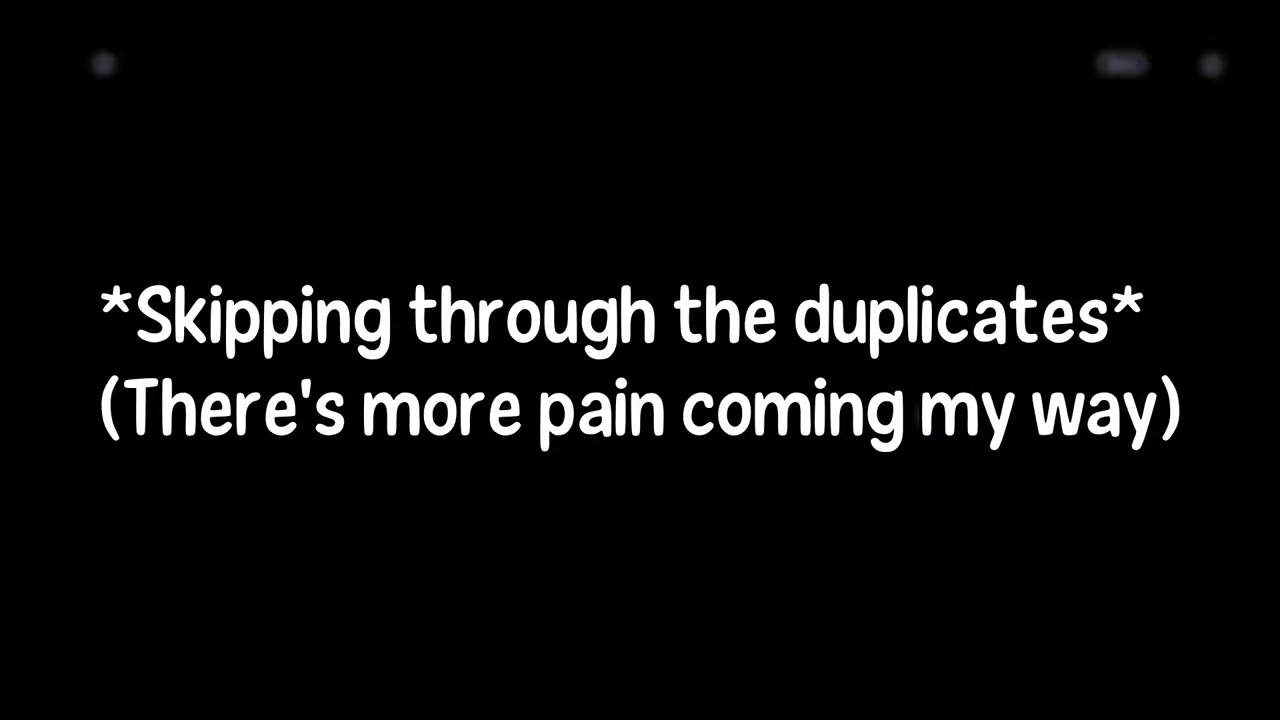 *Skipping through the duplicates*
(There's more pain coming my way)